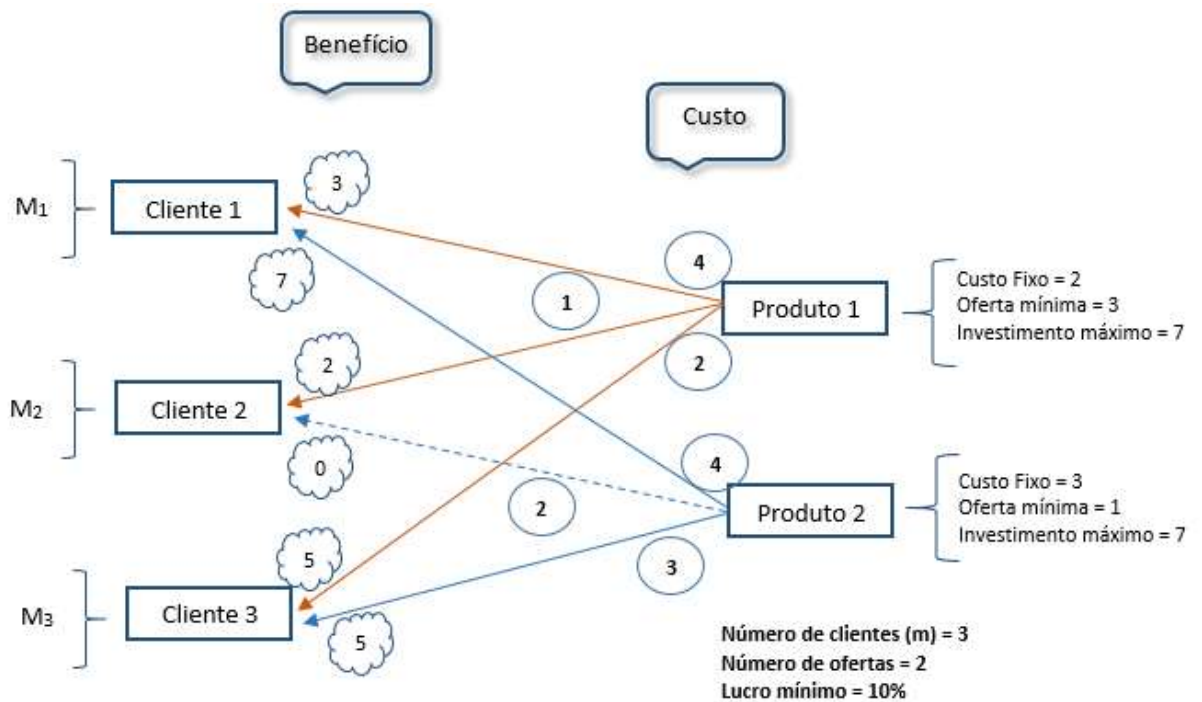 Benefício
Custo
M1
Cliente 1
3
7
4
1
2
Produto 1
Custo Fixo = 2
Oferta mínima = 3
Investimento máximo = 7
M2
Cliente 2
2
0
4
2
3
Produto 2
Custo Fixo = 3
Oferta mínima = 1
Investimento máximo = 7
M3
Cliente 3
5
5
Número de clientes (m) = 3
Número de ofertas = 2
Lucro mínimo = 10%